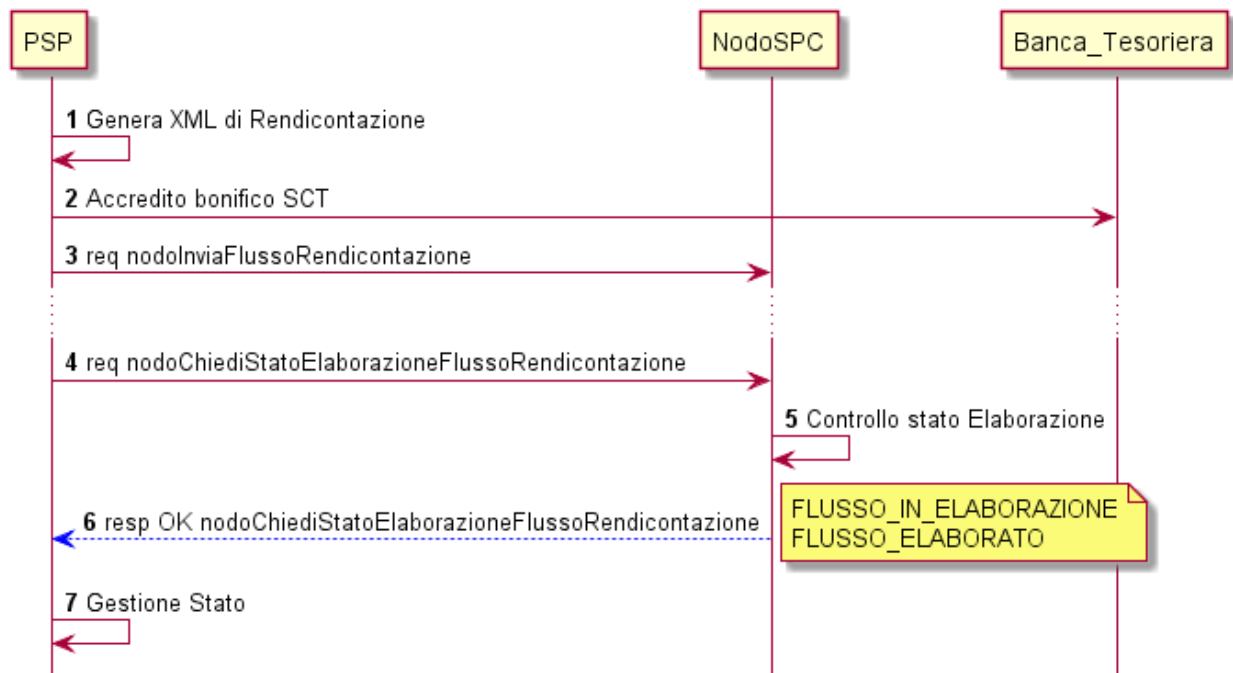 PSP
NodoSPC
Banca_Tesoriera
1 Genera XML di Rendicontazione
2 Accredito bonifico SCT
3 req nodoInviaFlussoRendicontazione
4 req nodoChiediStatoElaborazioneFlussoRendicontazione
5 Controllo stato Elaborazione
6 resp OK nodoChiediStatoElaborazioneFlussoRendicontazione
FLUSSO_IN_ELABORAZIONE
FLUSSO_ELABORATO
7 Gestione Stato